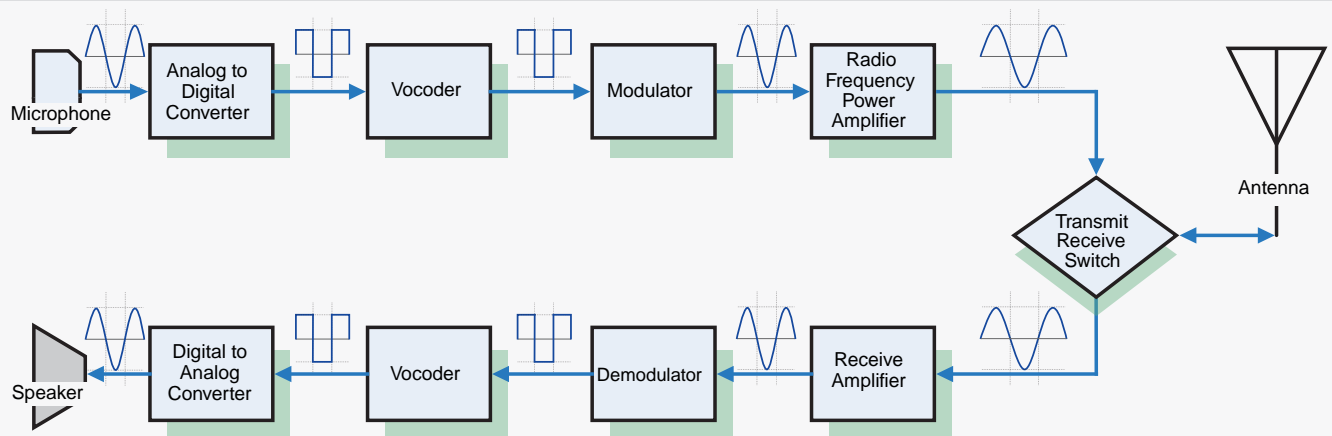 Microphone
Analog to
Digital
Converter
Vocoder
Modulator
Radio
Frequency
Power
Amplifier
Antenna
Transmit
Receive
Switch
Speaker
Digital to
Analog
Converter
Vocoder
Demodulator
Receive
Amplifier